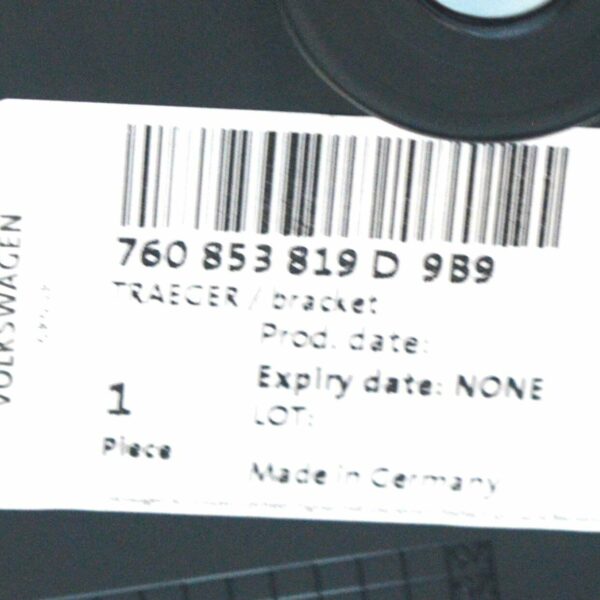 VOLKSWAGEN
760 853 819 D 9B9
TRAEGER / bracket
Prod. date:
Expiry date: NONE
1
LOT:
Piece
Made in Germany